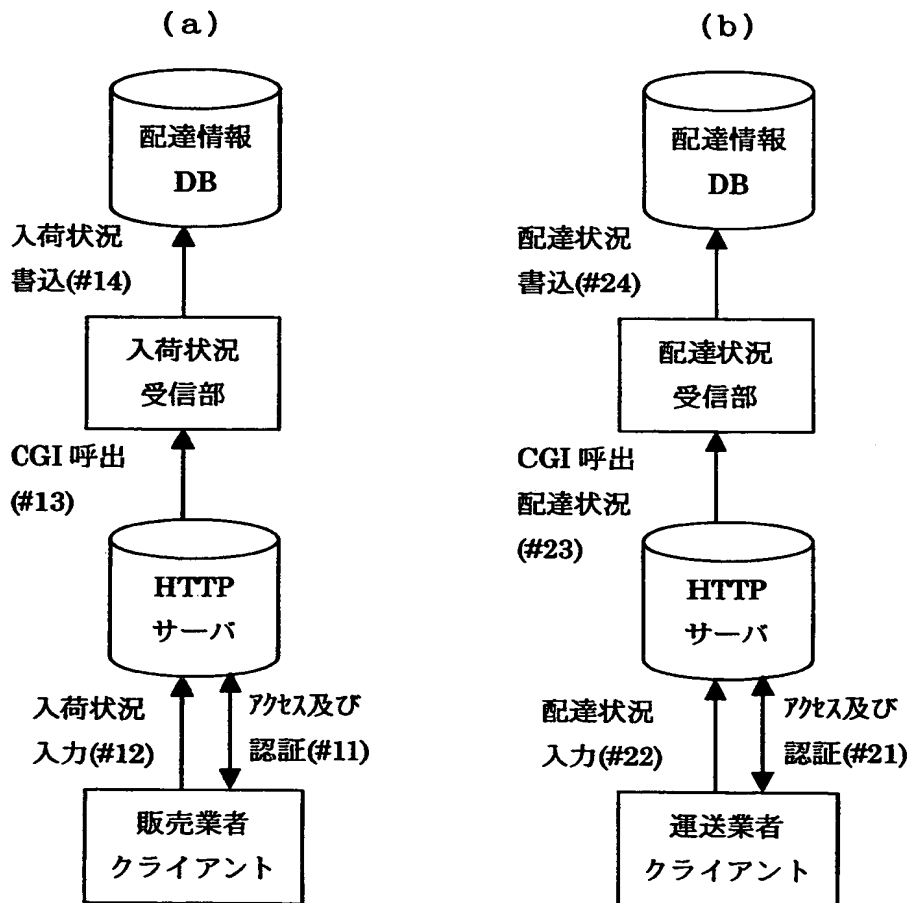 (a)
配達情報
DB
入荷状況
書込(#14)
入荷状況
受信部
CGI 呼出
(#13)
HTTP
サーバ
入荷状況
入力(#12)
アクセス及び
認証(#11)
販売業者
クライアント
(b)
配達情報
DB
配達状況
書込(#24)
配達状況
受信部
CGI 呼出
配達状況
(#23)
HTTP
サーバ
配達状況
入力(#22)
アクセス及び
認証(#21)
運送業者
クライアント